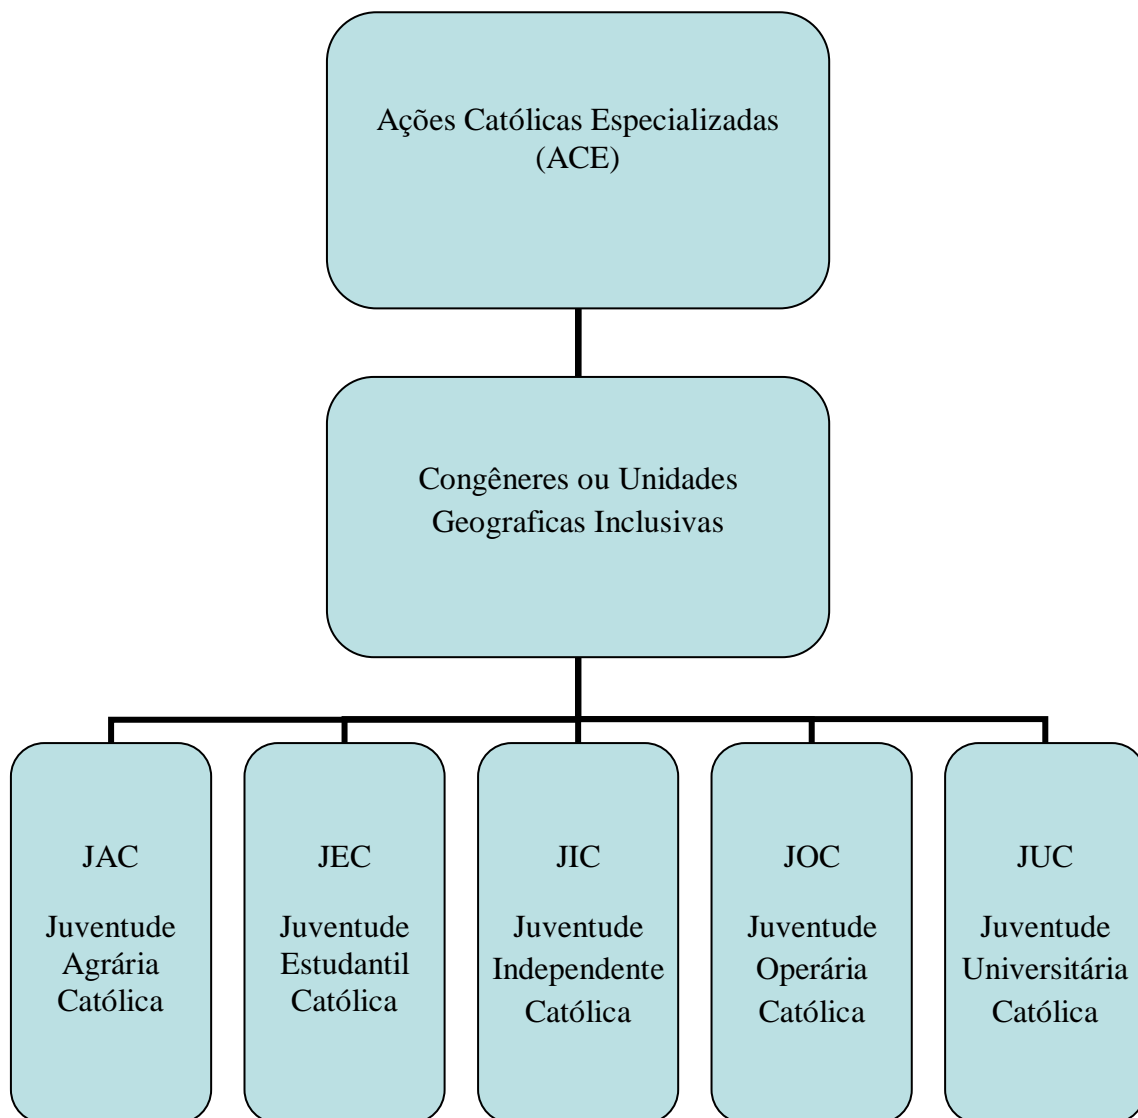 Ações Católicas Especializadas
(ACE)
Congêneres ou Unidades
Geograficas Inclusivas
JAC
Juventude
Agrária
Católica
JEC
Juventude
Estudantil
Católica
JIC
Juventude
Independente
Católica
JOC
Juventude
Operária
Católica
JUC
Juventude
Universitária
Católica